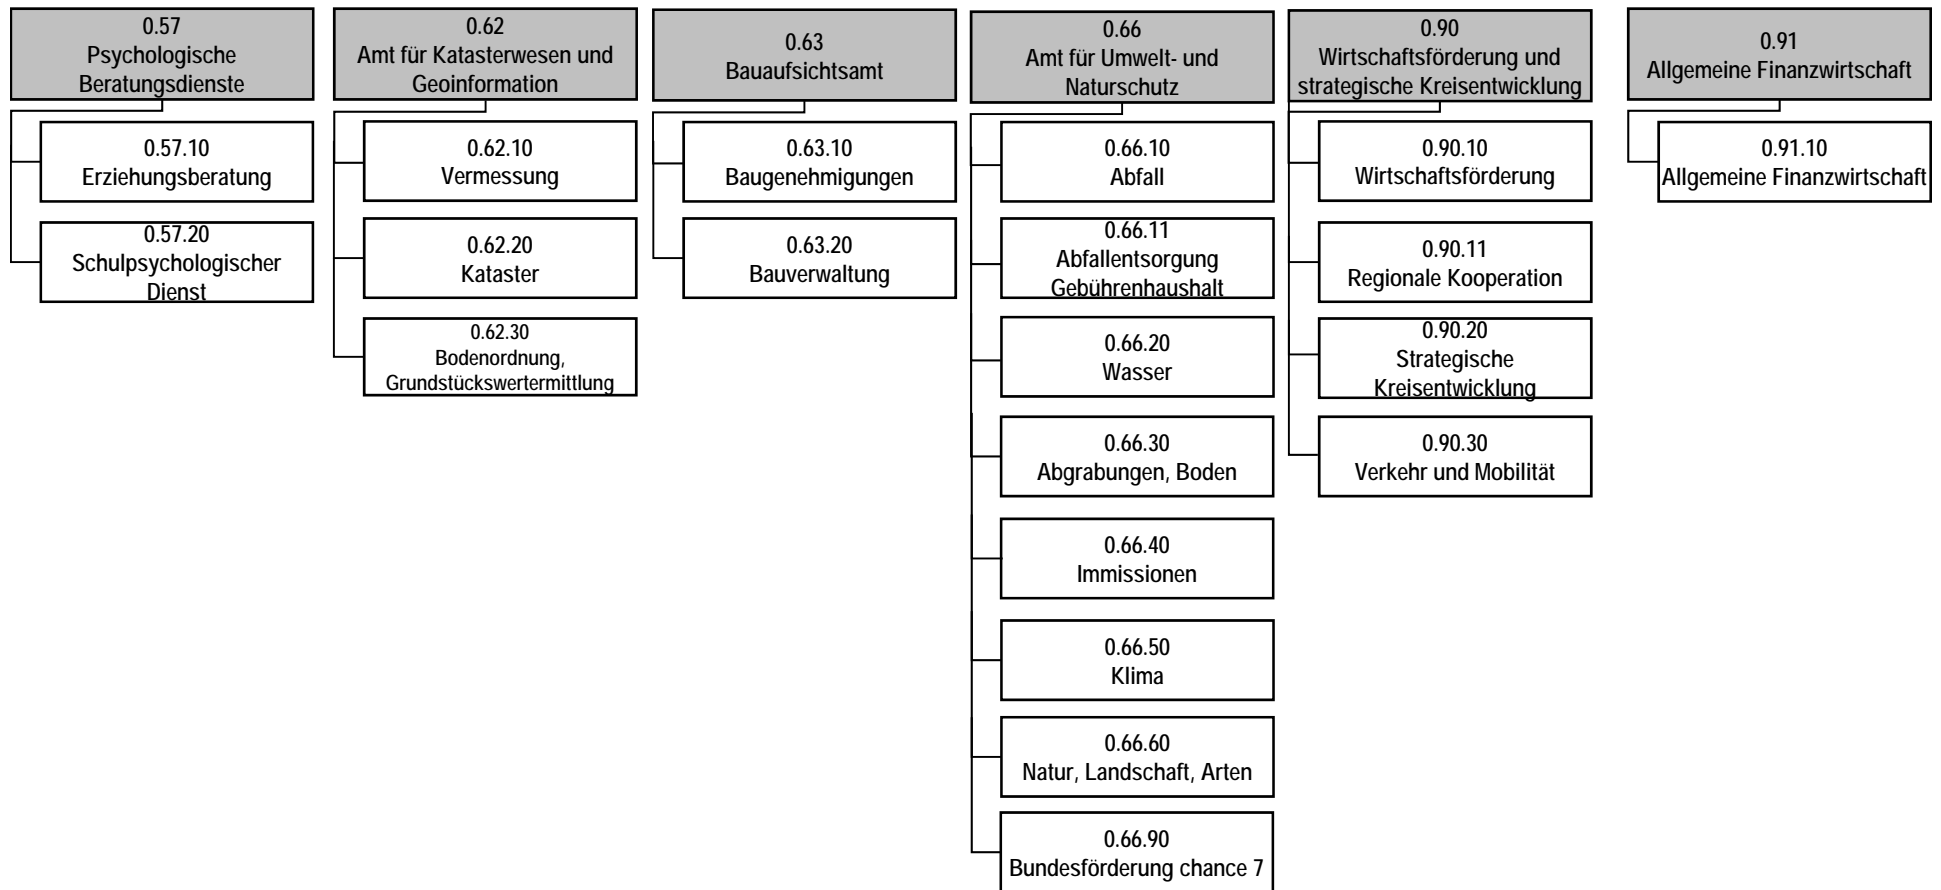 0.57
Psychologische
Beratungsdienste
0.57.10
Erziehungsberatung
0.57.20
Schulpsychologischer
Dienst
0.62
Amt für Katasterwesen und
Geoinformation
0.62.10
Vermessung
0.62.20
Kataster
0.62.30
Bodenordnung,
Grundstückswertermittlung
0.63
Bauaufsichtsamt
0.63.10
Baugenehmigungen
0.63.20
Bauverwaltung
0.66
Amt für Umwelt- und
Naturschutz
0.66.10
Abfall
0.66.11
Abfallentsorgung
Gebührenhaushalt
0.66.20
Wasser
0.66.30
Abgrabungen, Boden
0.66.40
Immissionen
0.66.50
Klima
0.66.60
Natur, Landschaft, Arten
0.66.90
Bundesförderung chance 7
0.90
Wirtschaftsförderung und
strategische Kreisentwicklung
0.90.10
Wirtschaftsförderung
0.90.11
Regionale Kooperation
0.90.20
Strategische
Kreisentwicklung
0.90.30
Verkehr und Mobilität
0.91
Allgemeine Finanzwirtschaft
0.91.10
Allgemeine Finanzwirtschaft